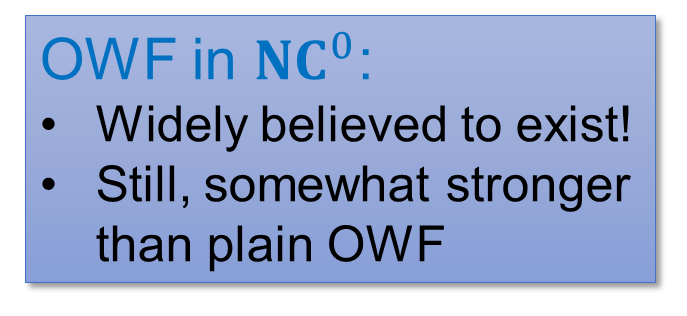 OWF in NC⁰:
• Widely believed to exist!
• Still, somewhat stronger
than plain OWF